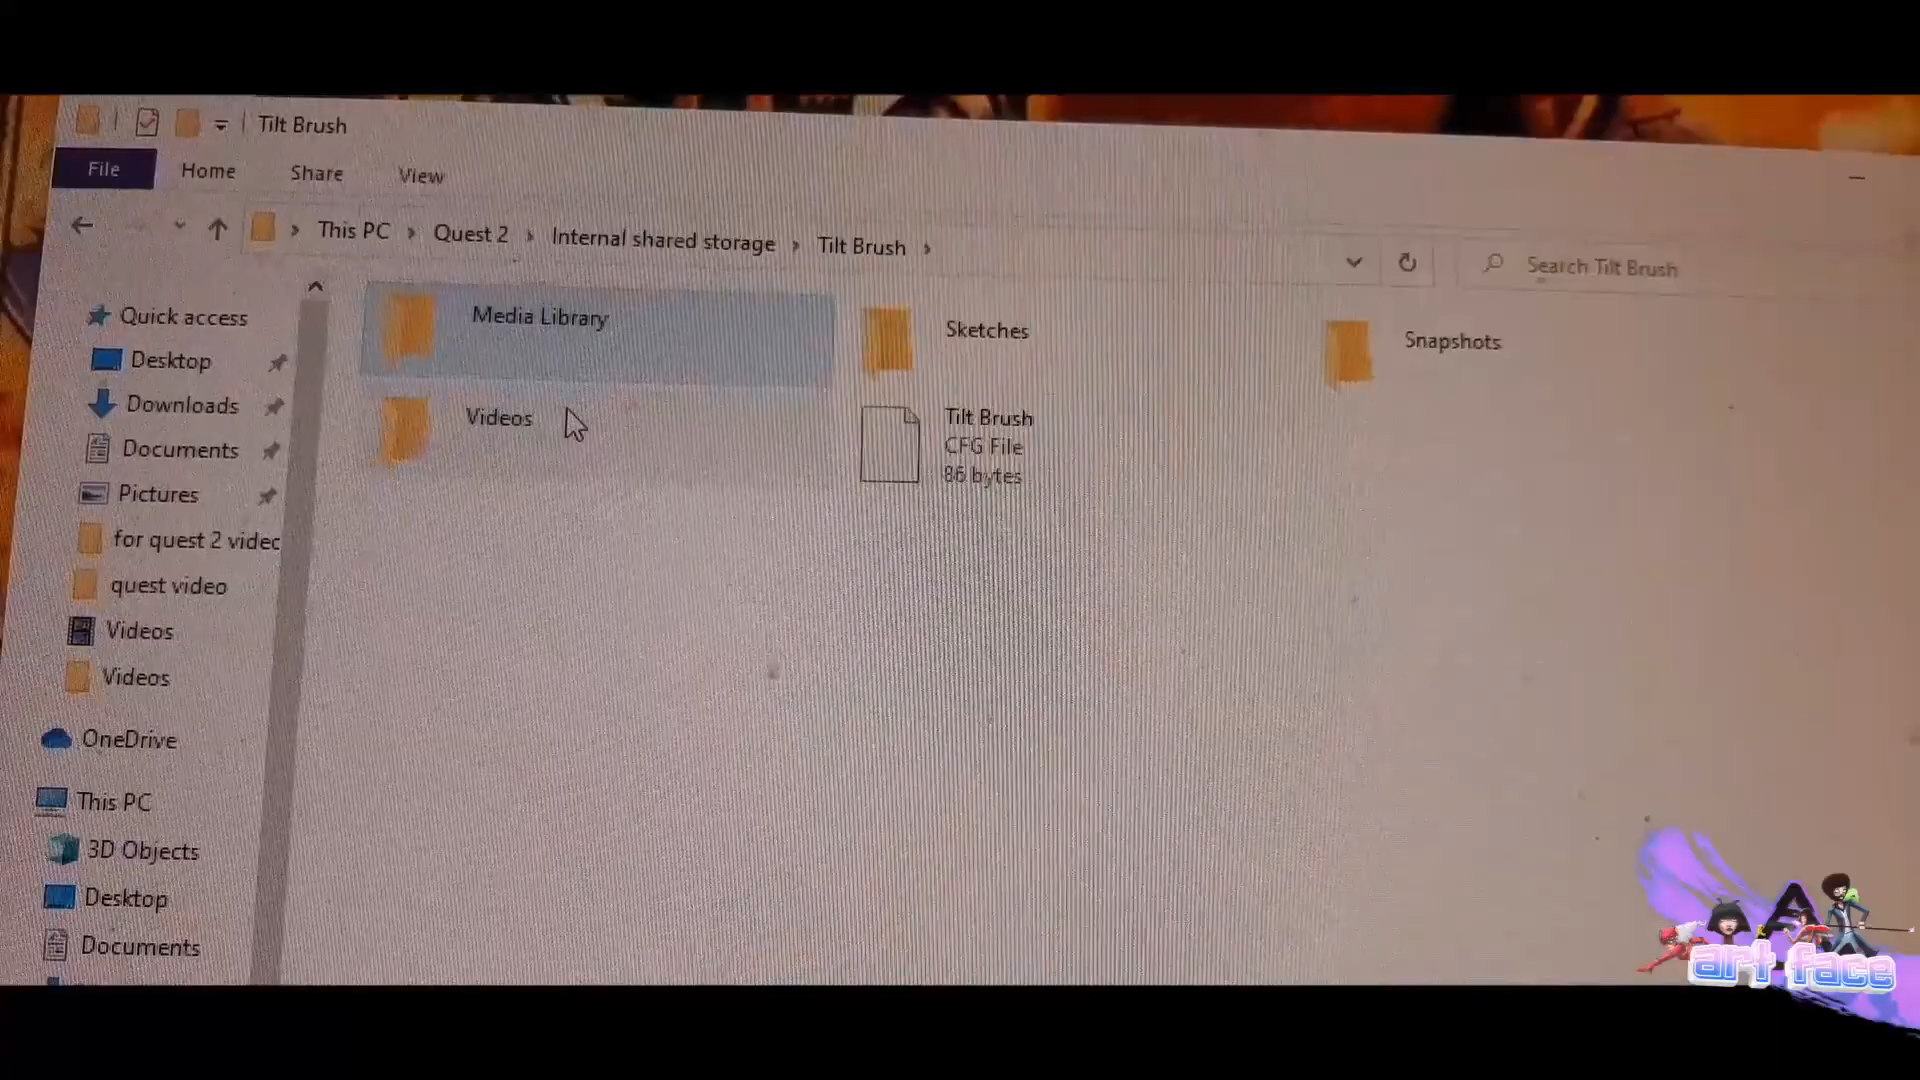 Tilt Brush
File Home Share View
This PC > Quest 2 > Internal shared storage > Tilt Brush >
Search Tilt Brush
Quick access
Desktop
Downloads
Documents
Pictures
for quest 2 videc
quest video
Videos
Videos
OneDrive
This PC
3D Objects
Desktop
Documents
Media Library
Sketches
Snapshots
Videos
Tilt Brush
CFG File
86 bytes
A
art face